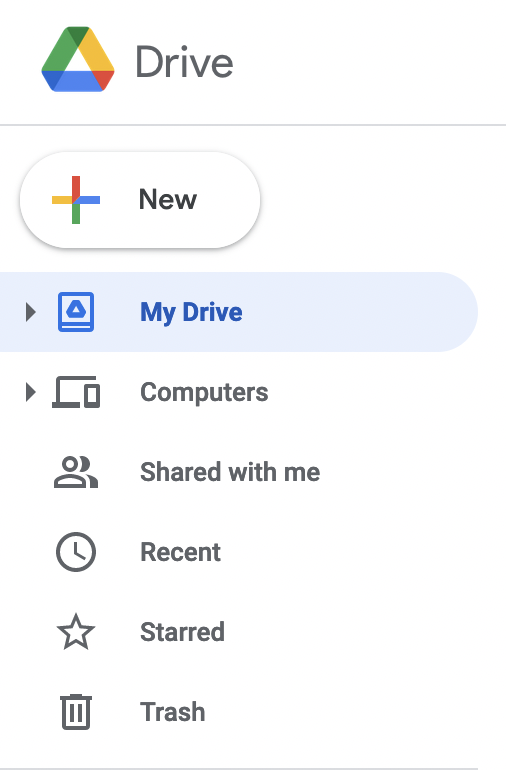 Drive
New
My Drive
Computers
Shared with me
Recent
Starred
Trash